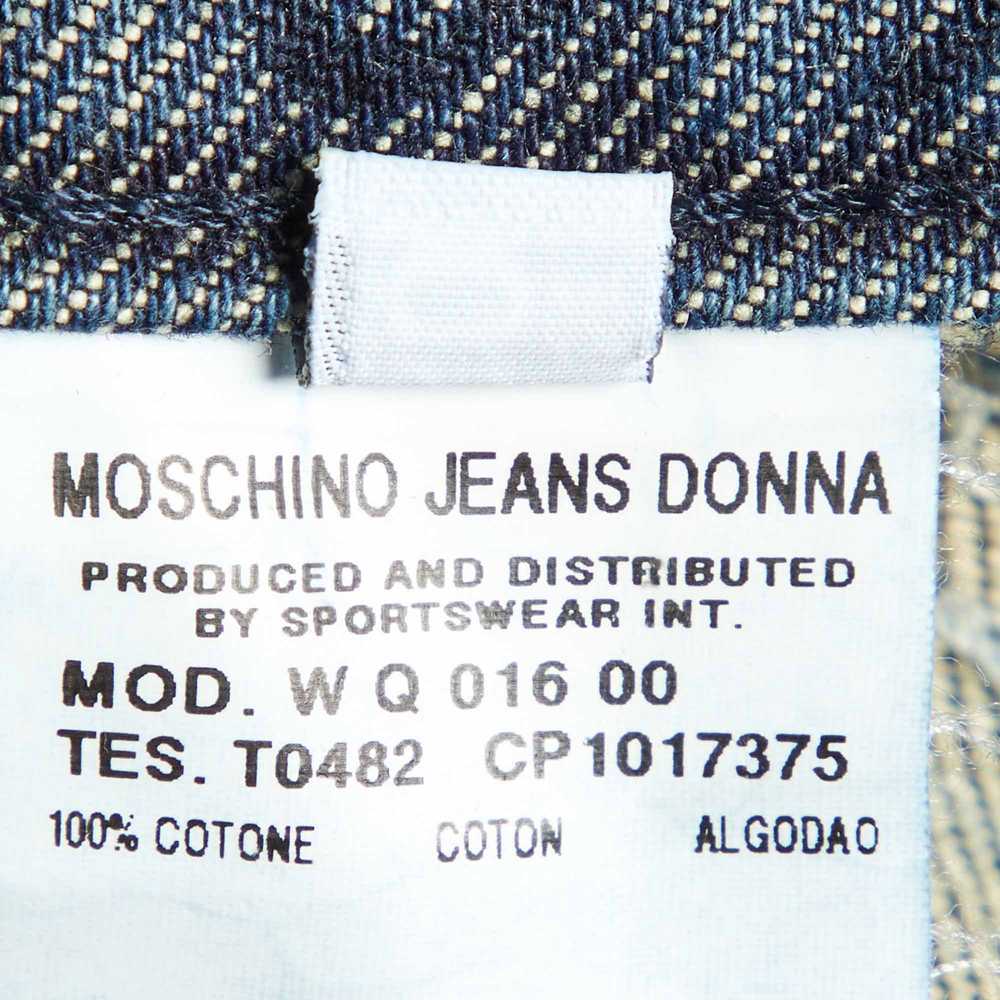 MOSCHINO JEANS DONNA
PRODUCED AND DISTRIBUTED
BY SPORTSWEAR INT.
MOD. W Q 016 00
TES. T0482 CP1017375
100% COTONE COTON ALGODAO